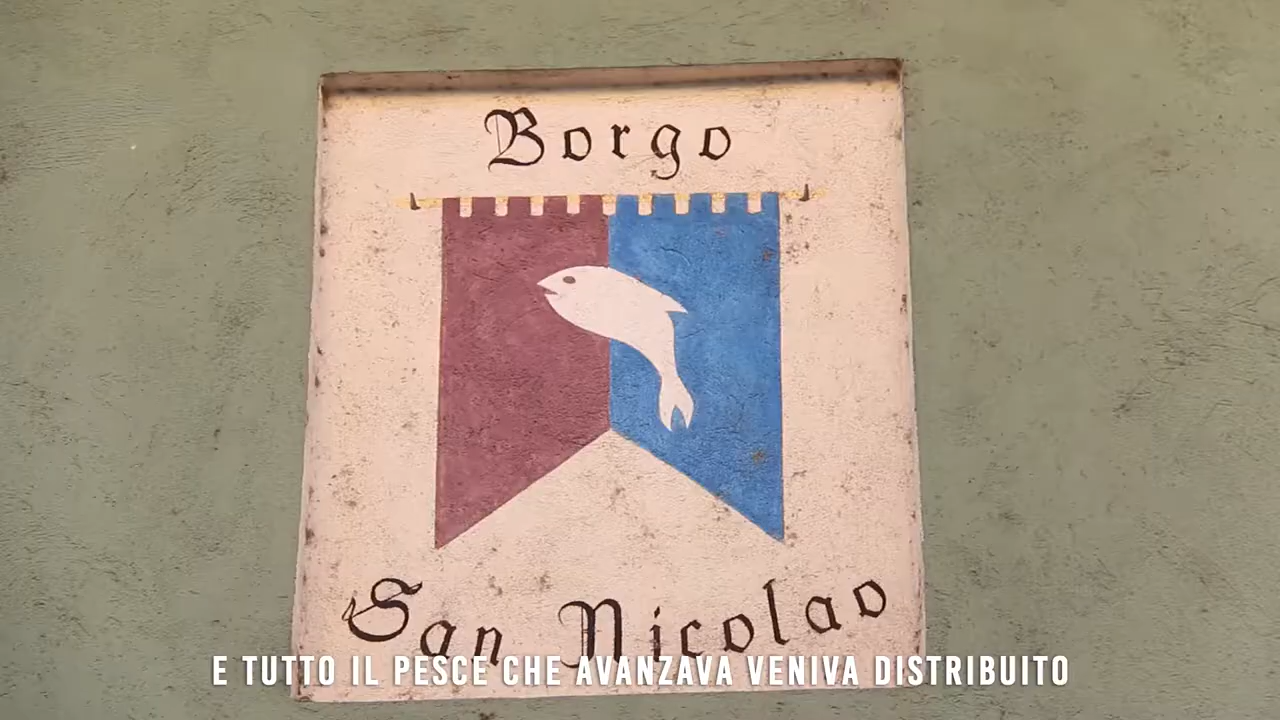 Borgo
San Nicolao
E TUTTO IL PESCE CHE AVANZAVA VENIVA DISTRIBUITO